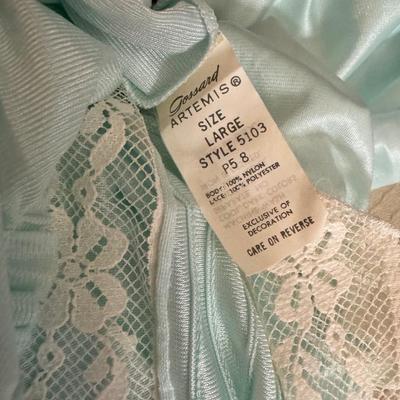 Gossard
ARTEMIS®
SIZE
LARGE
STYLE 5103
P5 8
BODY: 100% NYLON
LACE: 100% POLYESTER
EXCLUSIVE OF
DECORATION
CARE ON REVERSE